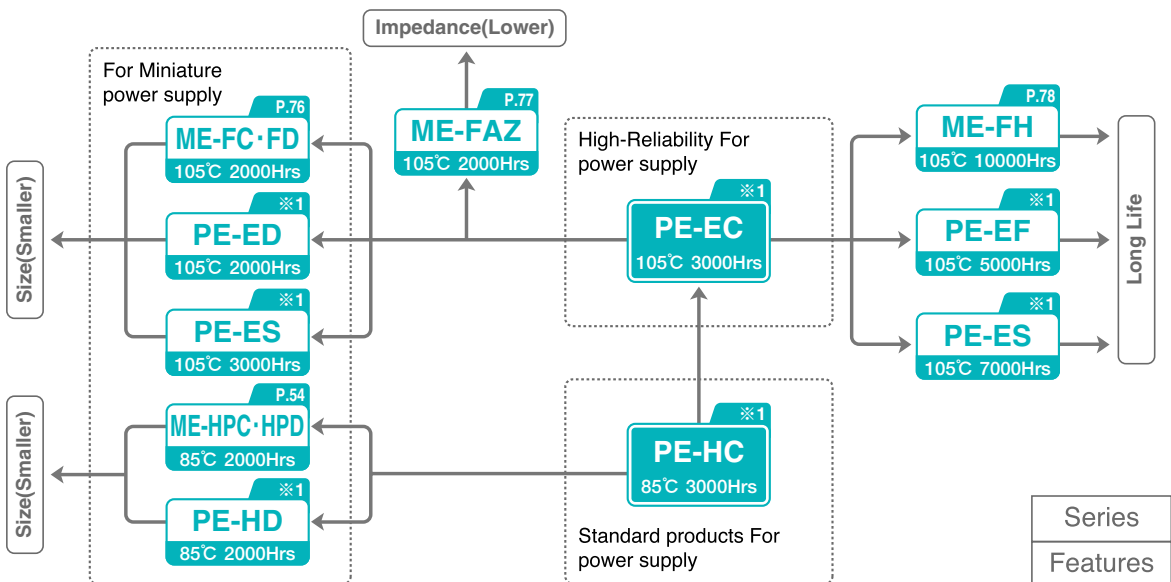 Impedance(Lower)
For Miniature
power supply
P.76
ME-FC·FD
105℃ 2000Hrs
※1
PE-ED
105℃ 2000Hrs
※1
PE-ES
105℃ 3000Hrs
Size(Smaller)
P.54
ME-HPC·HPD
85℃ 2000Hrs
※1
PE-HD
85℃ 2000Hrs
Size(Smaller)
P.77
ME-FAZ
105℃ 2000Hrs
High-Reliability For
power supply
※1
PE-EC
105℃ 3000Hrs
※1
PE-HC
85℃ 3000Hrs
Standard products For
power supply
P.78
ME-FH
105℃ 10000Hrs
※1
PE-EF
105℃ 5000Hrs
※1
PE-ES
105℃ 7000Hrs
Long Life
Series
Features